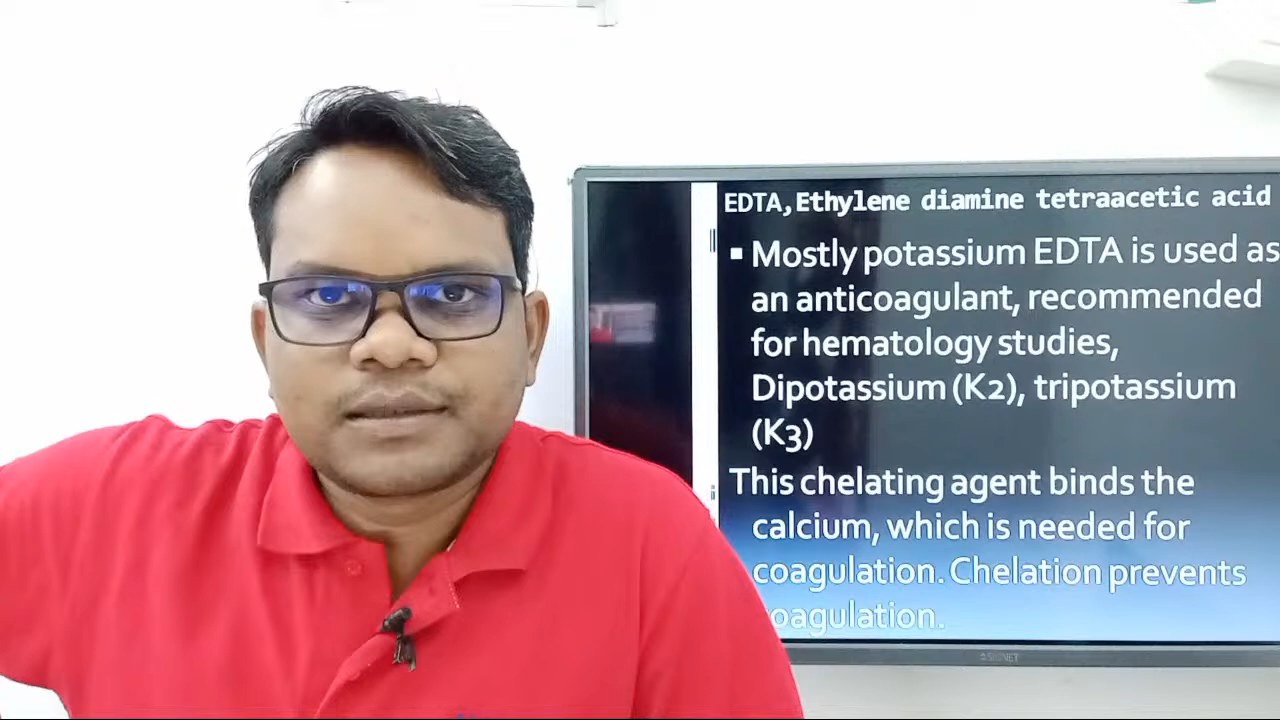 EDTA,Ethylene diamine tetraacetic acid
▪ Mostly potassium EDTA is used as
an anticoagulant, recommended
for hematology studies,
Dipotassium (K2), tripotassium
(K3)
This chelating agent binds the
calcium, which is needed for
coagulation. Chelation prevents
oagulation.